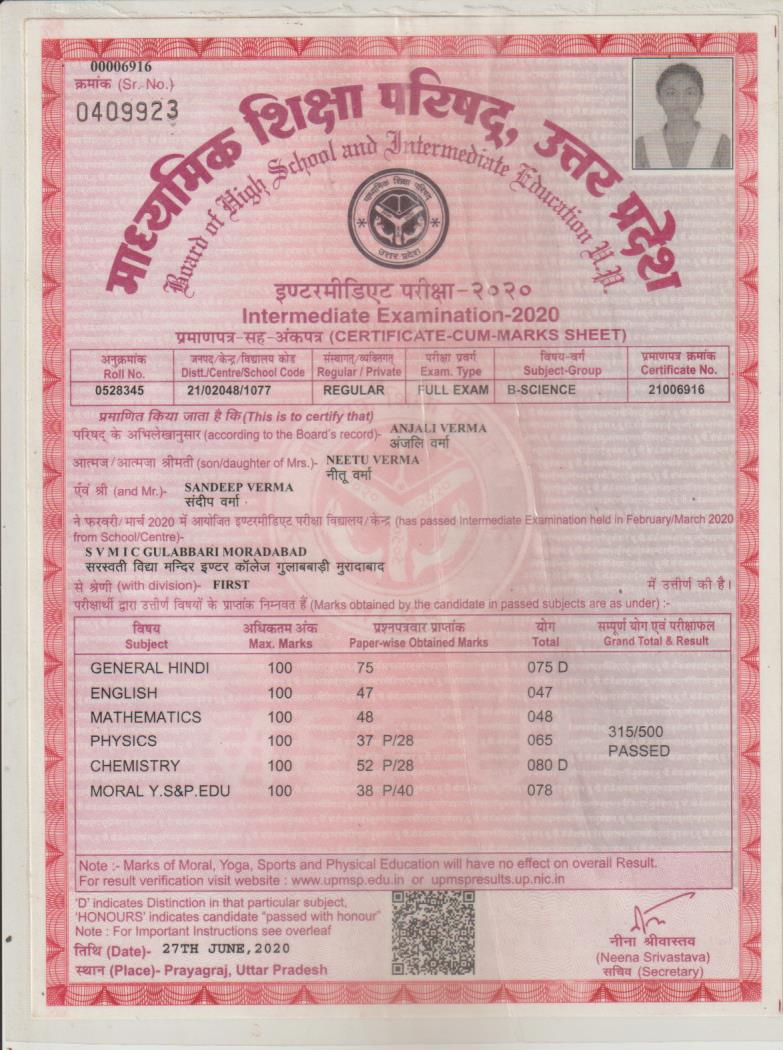 00006916
क्रमांक (Sr. No.)
0409923
माध्यमिक शिक्षा परिषद्, उत्तर प्रदेश
Board of High School and Intermediate Education U.P.
माध्यमिक शिक्षा परिषद्
उत्तर प्रदेश
इण्टरमीडिएट परीक्षा-२०२०
Intermediate Examination-2020
प्रमाणपत्र-सह-अंकपत्र (CERTIFICATE-CUM-MARKS SHEET)
अनुक्रमांक जनपद/केन्द्र/विद्यालय कोड संस्थागत/व्यक्तिगत परीक्षा प्रवर्ग विषय-वर्ग प्रमाणपत्र क्रमांक
Roll No. Distt./Centre/School Code Regular / Private Exam. Type Subject-Group Certificate No.
0528345 21/02048/1077 REGULAR FULL EXAM B-SCIENCE 21006916
प्रमाणित किया जाता है कि (This is to certify that)
परिषद् के अभिलेखानुसार (according to the Board's record)- ANJALI VERMA
अंजलि वर्मा
आत्मज/आत्मजा श्रीमती (son/daughter of Mrs.)- NEETU VERMA
नीतू वर्मा
एंवं श्री (and Mr.)- SANDEEP VERMA
संदीप वर्मा
ने फरवरी/मार्च 2020 में आयोजित इण्टरमीडिएट परीक्षा विद्यालय/केन्द्र (has passed Intermediate Examination held in February/March 2020
from School/Centre)-
S V M I C GULABBARI MORADABAD
सरस्वती विद्या मन्दिर इण्टर कॉलेज गुलाबबाड़ी मुरादाबाद
से श्रेणी (with division)- FIRST में उत्तीर्ण की है।
परीक्षार्थी द्वारा उत्तीर्ण विषयों के प्राप्तांक निम्नवत हैं (Marks obtained by the candidate in passed subjects are as under) :-
विषय अधिकतम अंक प्रश्नपत्रवार प्राप्तांक योग सम्पूर्ण योग एवं परीक्षाफल
Subject Max. Marks Paper-wise Obtained Marks Total Grand Total & Result
GENERAL HINDI 100 75 075 D
ENGLISH 100 47 047
MATHEMATICS 100 48 048
315/500
PHYSICS 100 37 P/28 065
PASSED
CHEMISTRY 100 52 P/28 080 D
MORAL Y.S&P.EDU 100 38 P/40 078
Note :- Marks of Moral, Yoga, Sports and Physical Education will have no effect on overall Result.
For result verification visit website : www.upmsp.edu.in or upmspresults.up.nic.in
'D' indicates Distinction in that particular subject,
'HONOURS' indicates candidate "passed with honour"
Note : For Important Instructions see overleaf
तिथि (Date)- 27TH JUNE,2020
स्थान (Place)- Prayagraj, Uttar Pradesh
नीना श्रीवास्तव
(Neena Srivastava)
सचिव (Secretary)